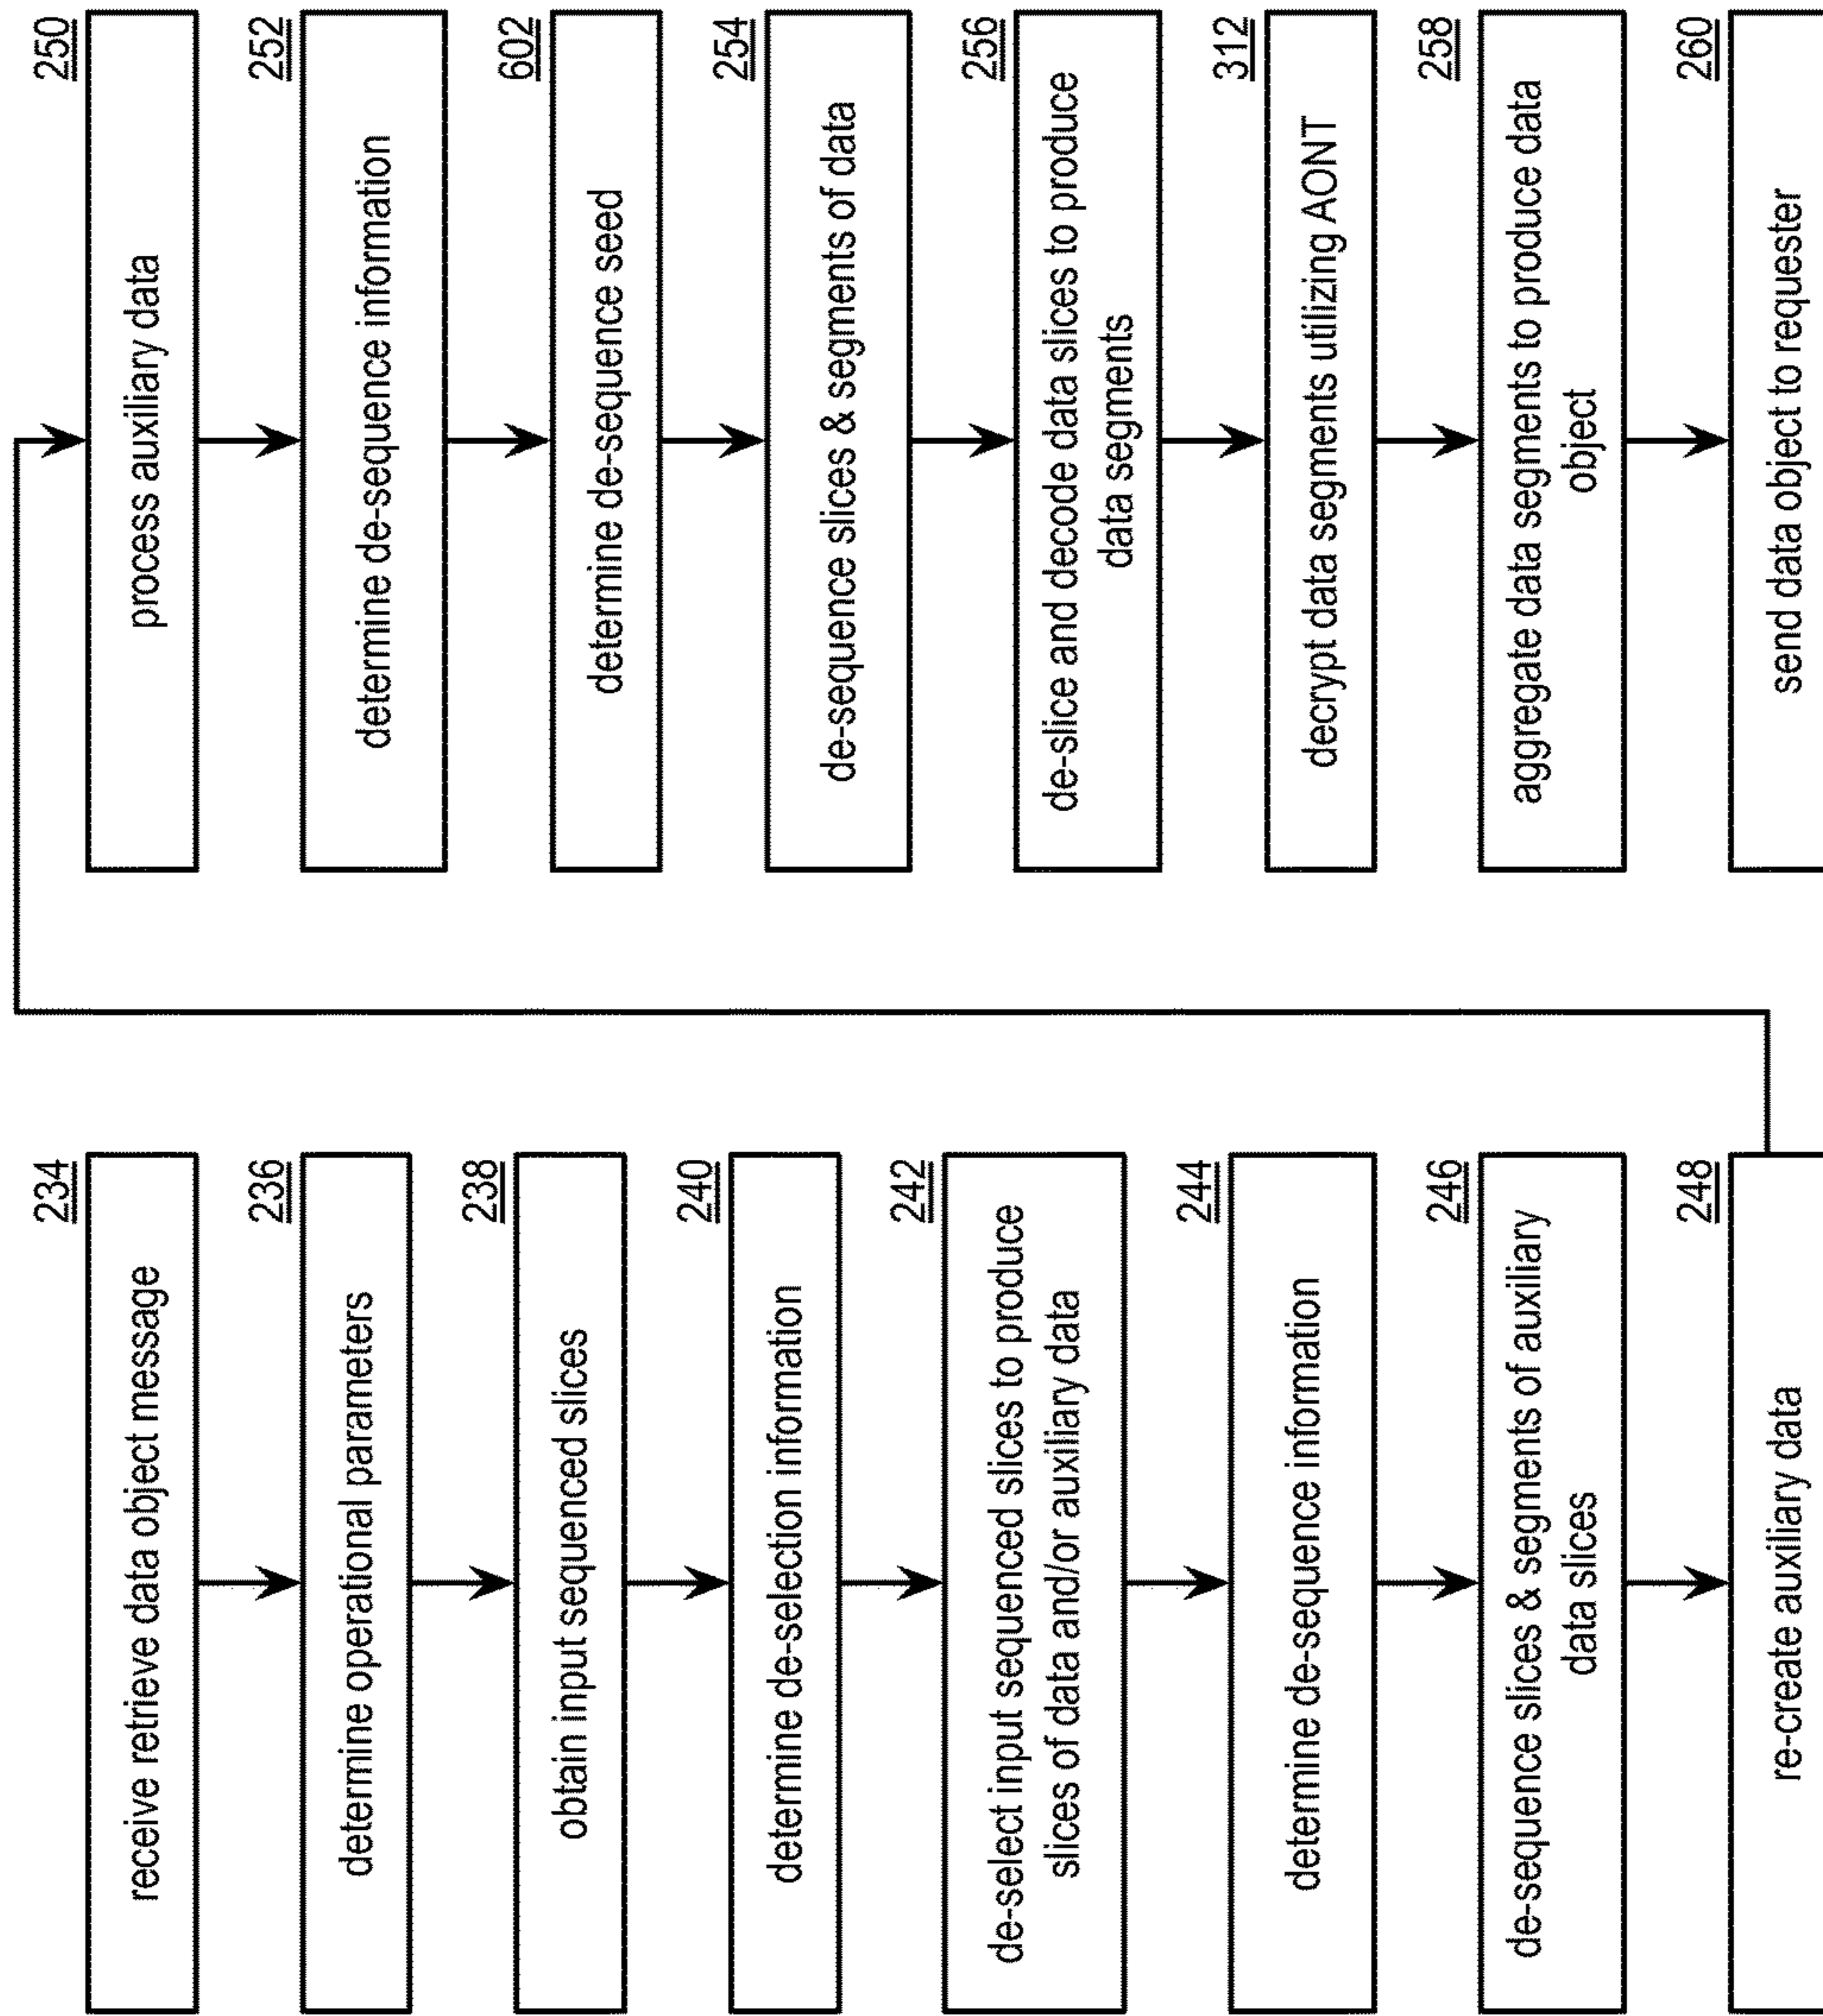 234
receive retrieve data object message
236
determine operational parameters
238
obtain input sequenced slices
240
determine de-selection information
242
de-select input sequenced slices to produce
slices of data and/or auxiliary data
244
determine de-sequence information
246
de-sequence slices & segments of auxiliary
data slices
248
re-create auxiliary data
250
process auxiliary data
252
determine de-sequence information
602
determine de-sequence seed
254
de-sequence slices & segments of data
256
de-slice and decode data slices to produce
data segments
312
decrypt data segments utilizing AONT
258
aggregate data segments to produce data
object
260
send data object to requester